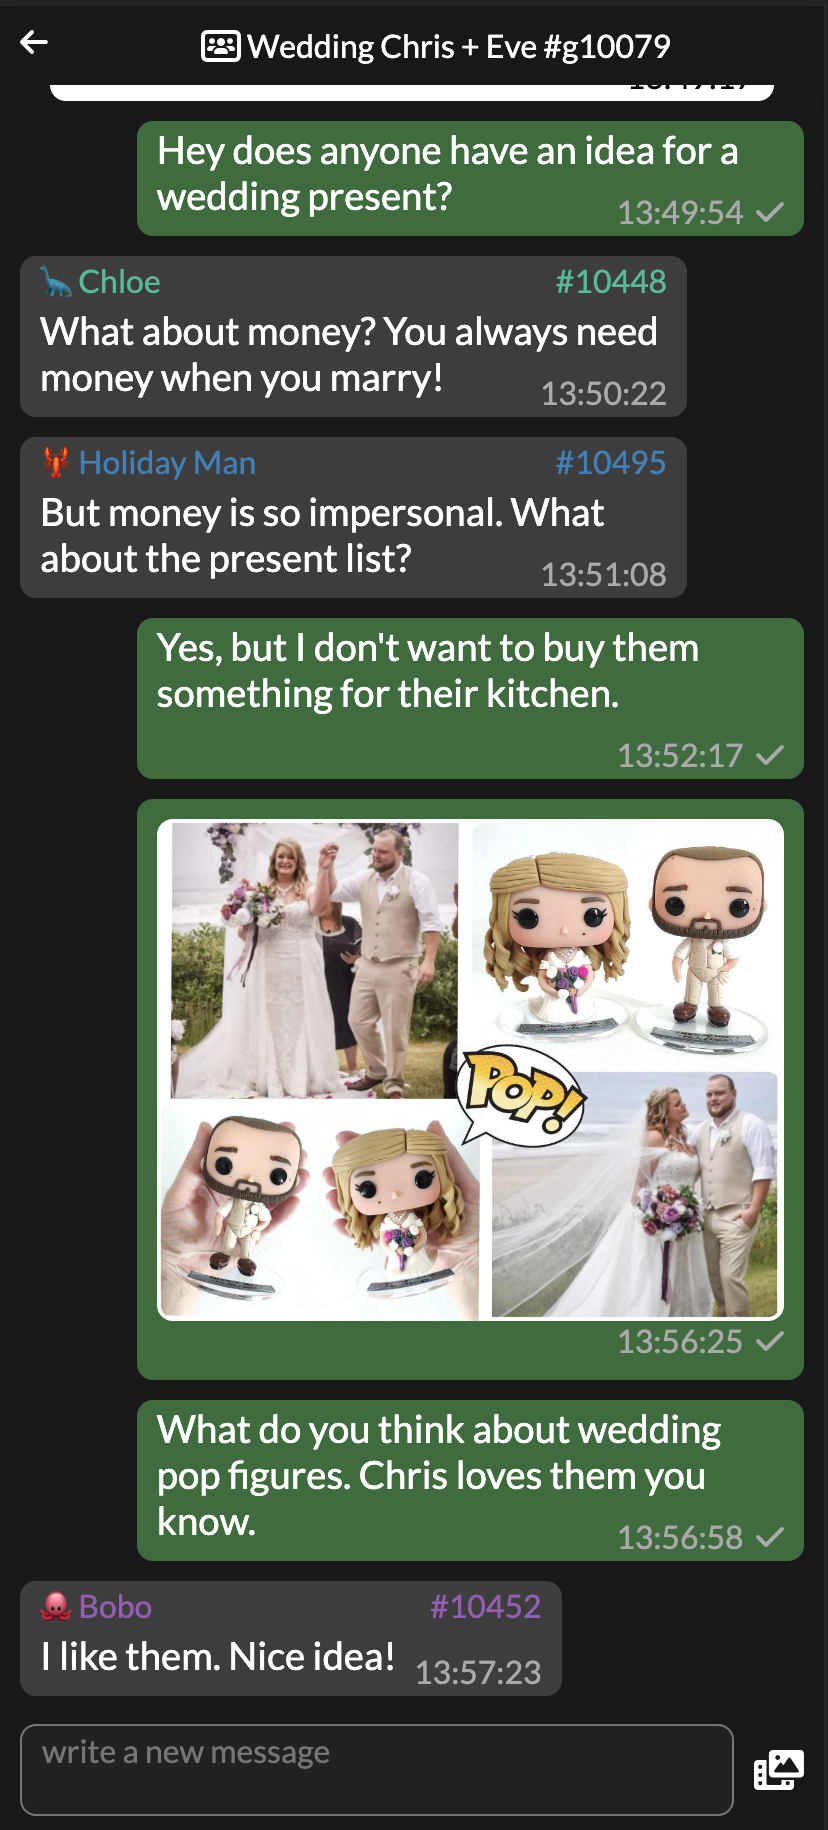 Wedding Chris + Eve #g10079
Hey does anyone have an idea for a
wedding present?
13:49:54
Chloe #10448
What about money? You always need
money when you marry!
13:50:22
Holiday Man #10495
But money is so impersonal. What
about the present list?
13:51:08
Yes, but I don't want to buy them
something for their kitchen.
13:52:17
POP!
13:56:25
What do you think about wedding
pop figures. Chris loves them you
know.
13:56:58
Bobo #10452
I like them. Nice idea!
13:57:23
write a new message